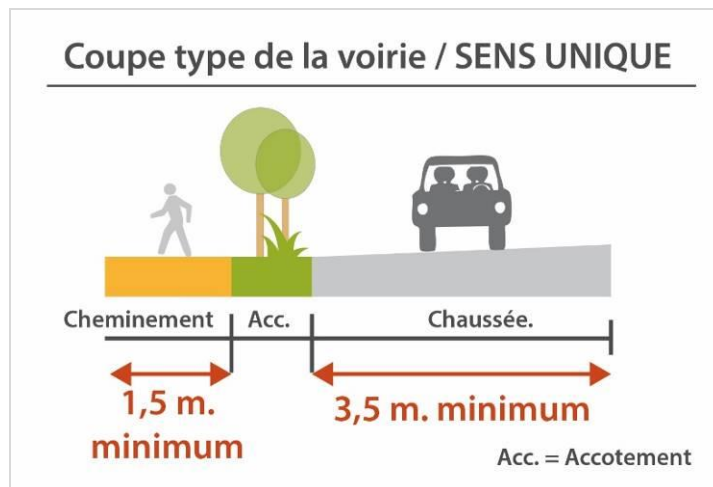 Coupe type de la voirie / SENS UNIQUE
Cheminement Acc. Chaussée.
1,5 m. minimum
3,5 m. minimum
Acc. = Accotement